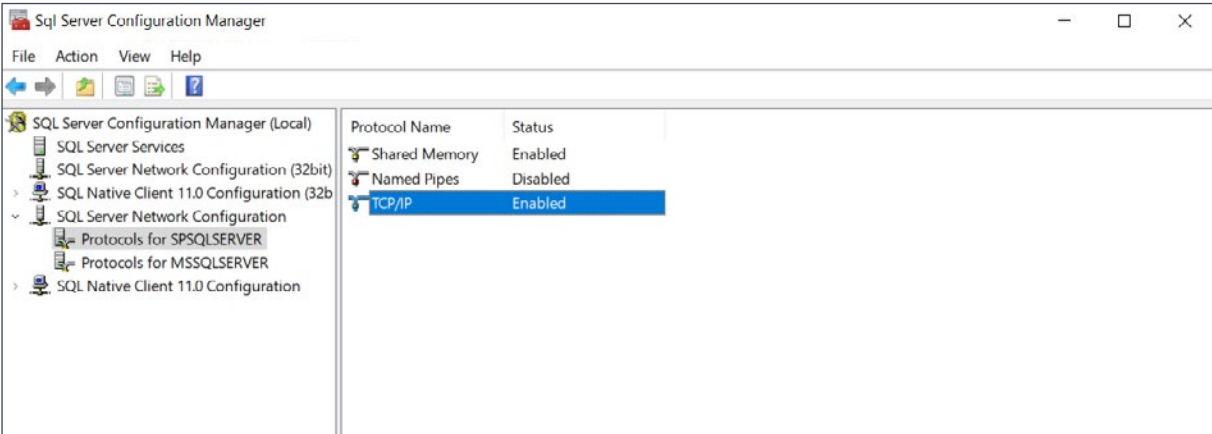 Sql Server Configuration Manager
File Action View Help
SQL Server Configuration Manager (Local)
SQL Server Services
SQL Server Network Configuration (32bit)
SQL Native Client 11.0 Configuration (32b
SQL Server Network Configuration
Protocols for SPSQLSERVER
Protocols for MSSQLSERVER
SQL Native Client 11.0 Configuration
Protocol Name Status
Shared Memory Enabled
Named Pipes Disabled
TCP/IP Enabled